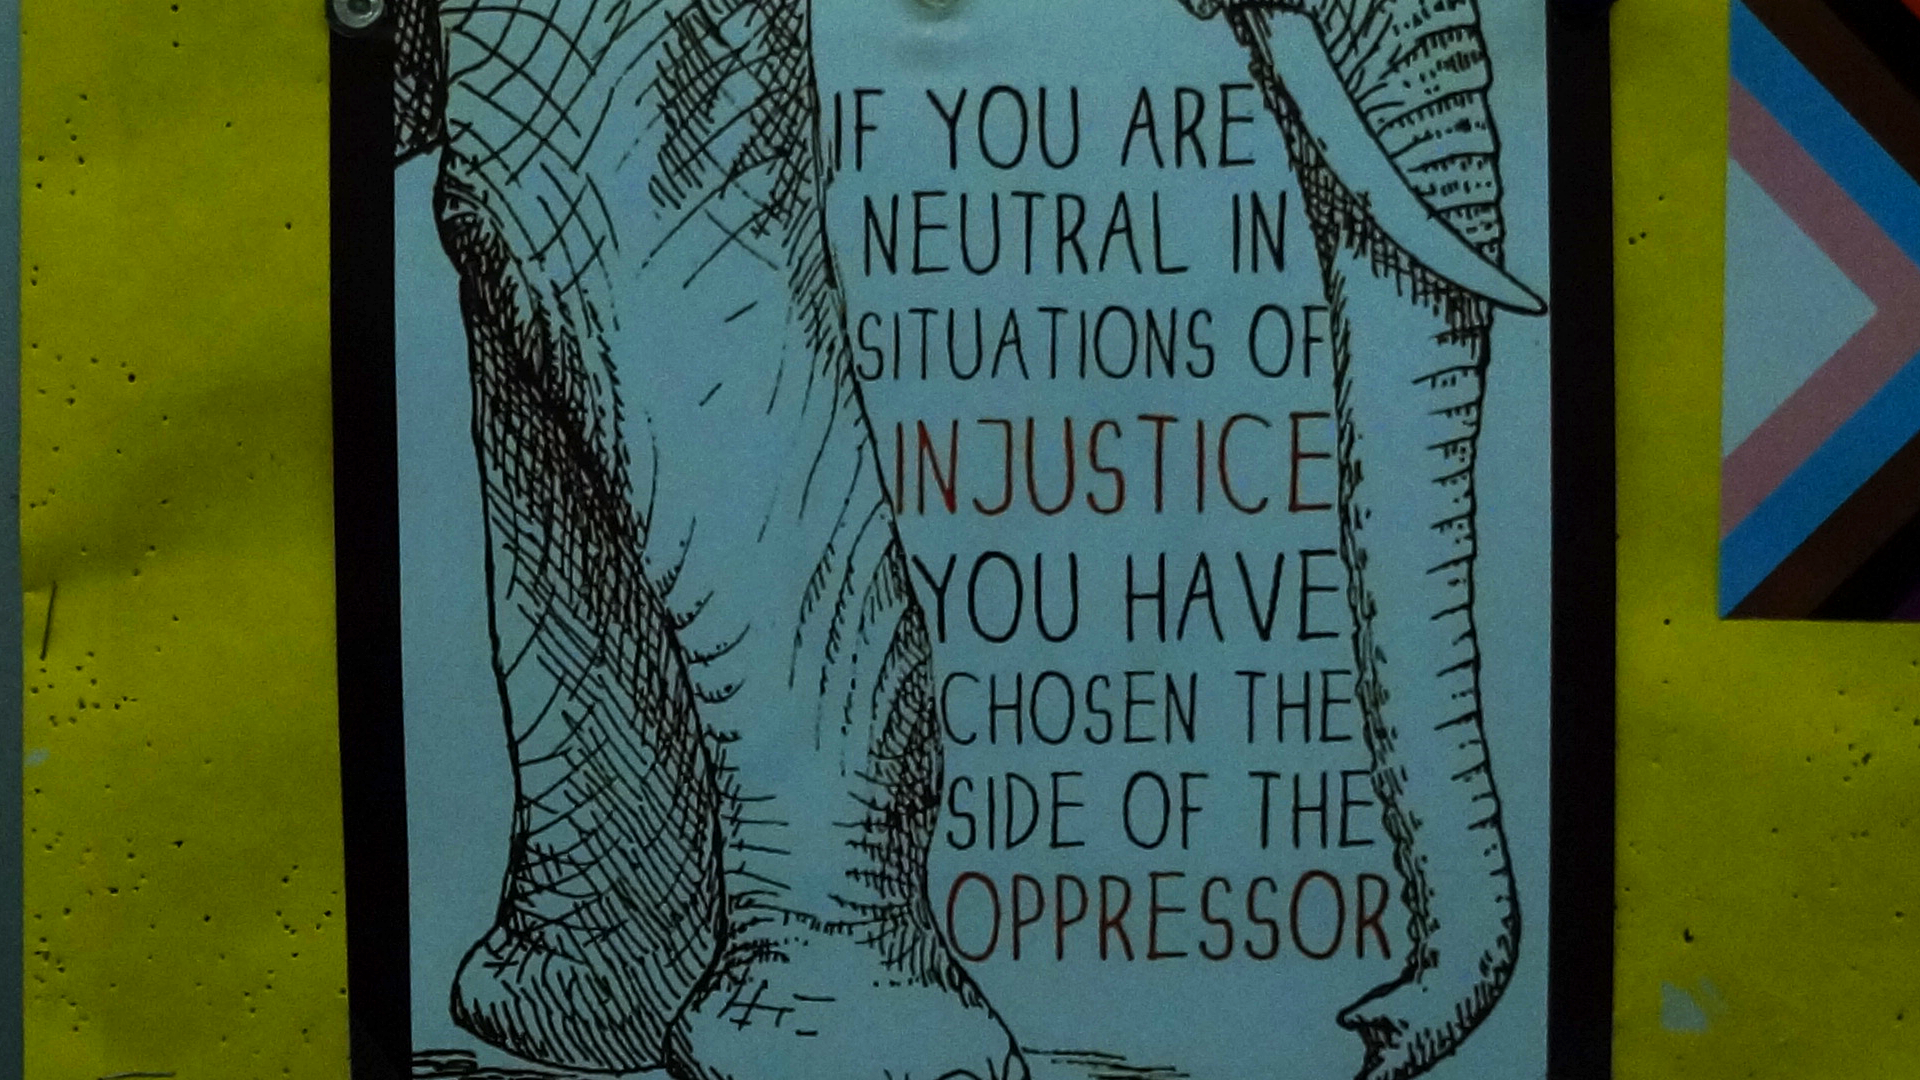 IF YOU ARE
NEUTRAL IN
SITUATIONS OF
INJUSTICE
YOU HAVE
CHOSEN THE
SIDE OF THE
OPPRESSOR